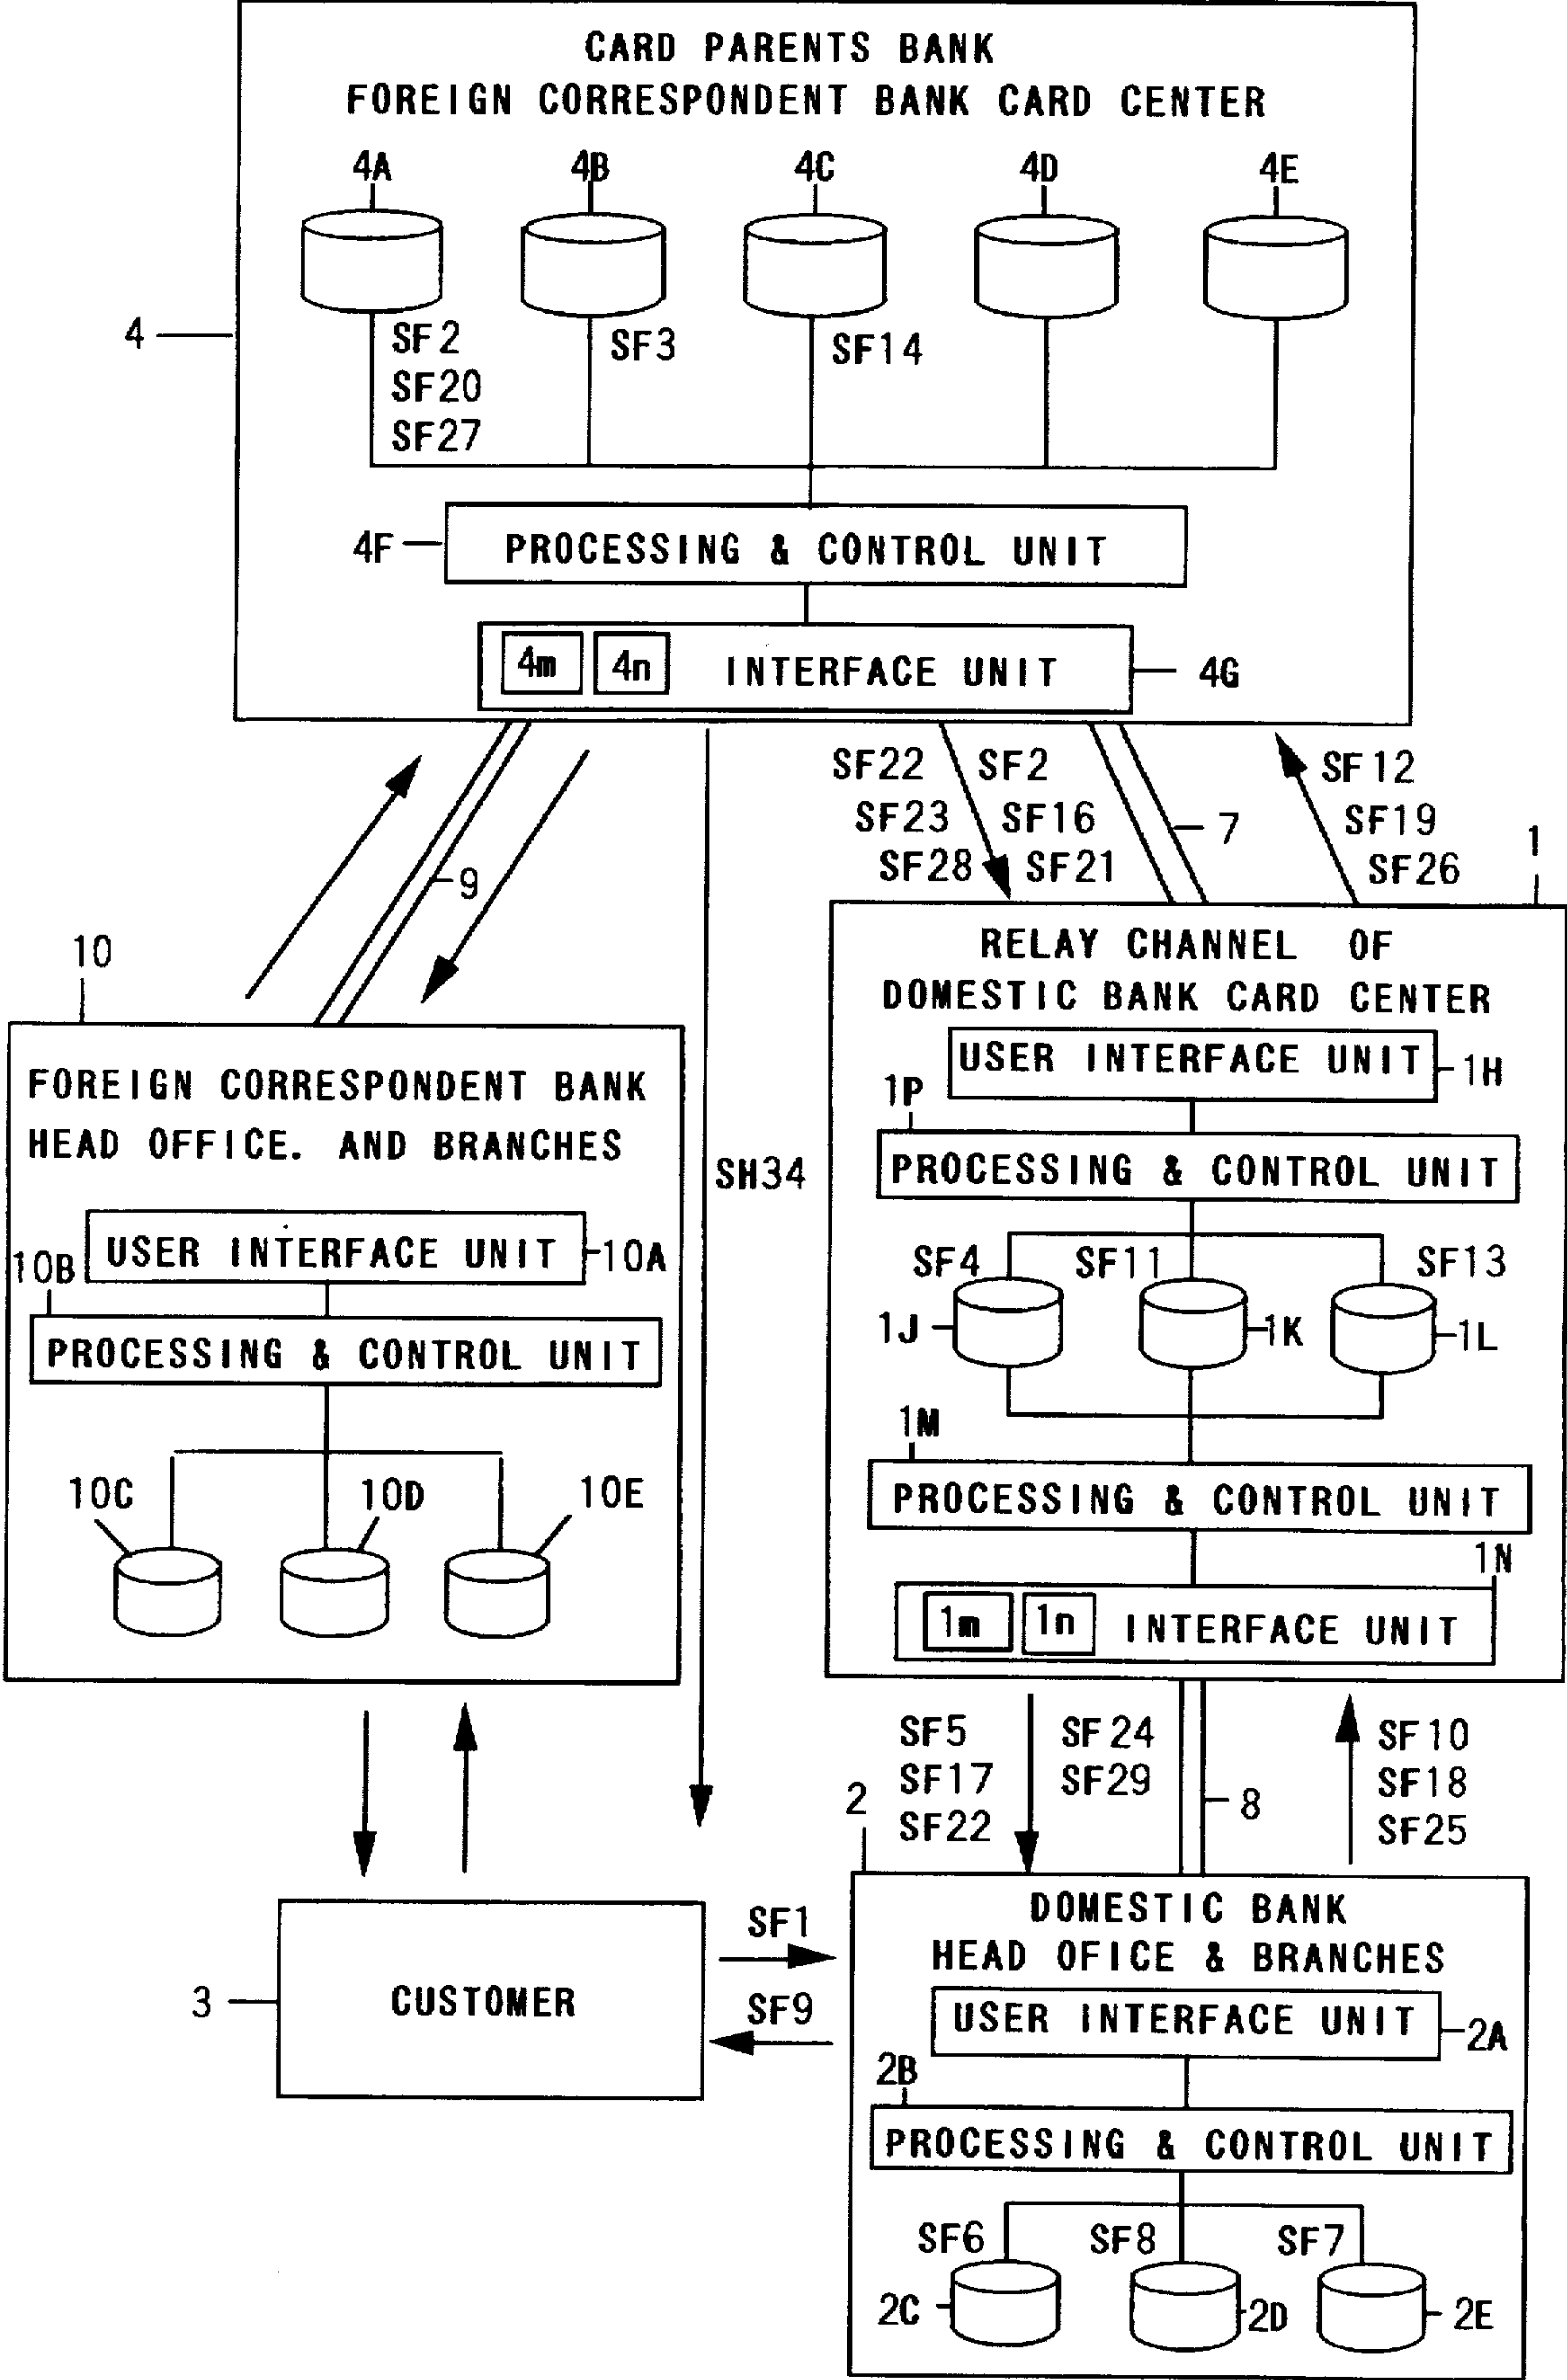 CARD PARENTS BANK
FOREIGN CORRESPONDENT BANK CARD CENTER
4A 4B 4C 4D 4E
4
SF2 SF3 SF14
SF20
SF27
4F PROCESSING & CONTROL UNIT
4m 4n INTERFACE UNIT 4G
SF22 SF2 SF12
SF23 SF16 7 SF19 1
SF28 SF21 SF26
9
10
RELAY CHANNEL OF
DOMESTIC BANK CARD CENTER
USER INTERFACE UNIT 1H
1P
PROCESSING & CONTROL UNIT
SF4 SF11 SF13
1J 1K 1L
1M
PROCESSING & CONTROL UNIT
1N
1m 1n INTERFACE UNIT
FOREIGN CORRESPONDENT BANK
HEAD OFFICE. AND BRANCHES
SH34
USER INTERFACE UNIT 10A
10B
PROCESSING & CONTROL UNIT
10C 10D 10E
SF5 SF24 SF10
SF17 SF29 SF18
2 SF22 8 SF25
DOMESTIC BANK
HEAD OFICE & BRANCHES
SF1
3 CUSTOMER
SF9
USER INTERFACE UNIT 2A
2B
PROCESSING & CONTROL UNIT
SF6 SF8 SF7
2C 2D 2E